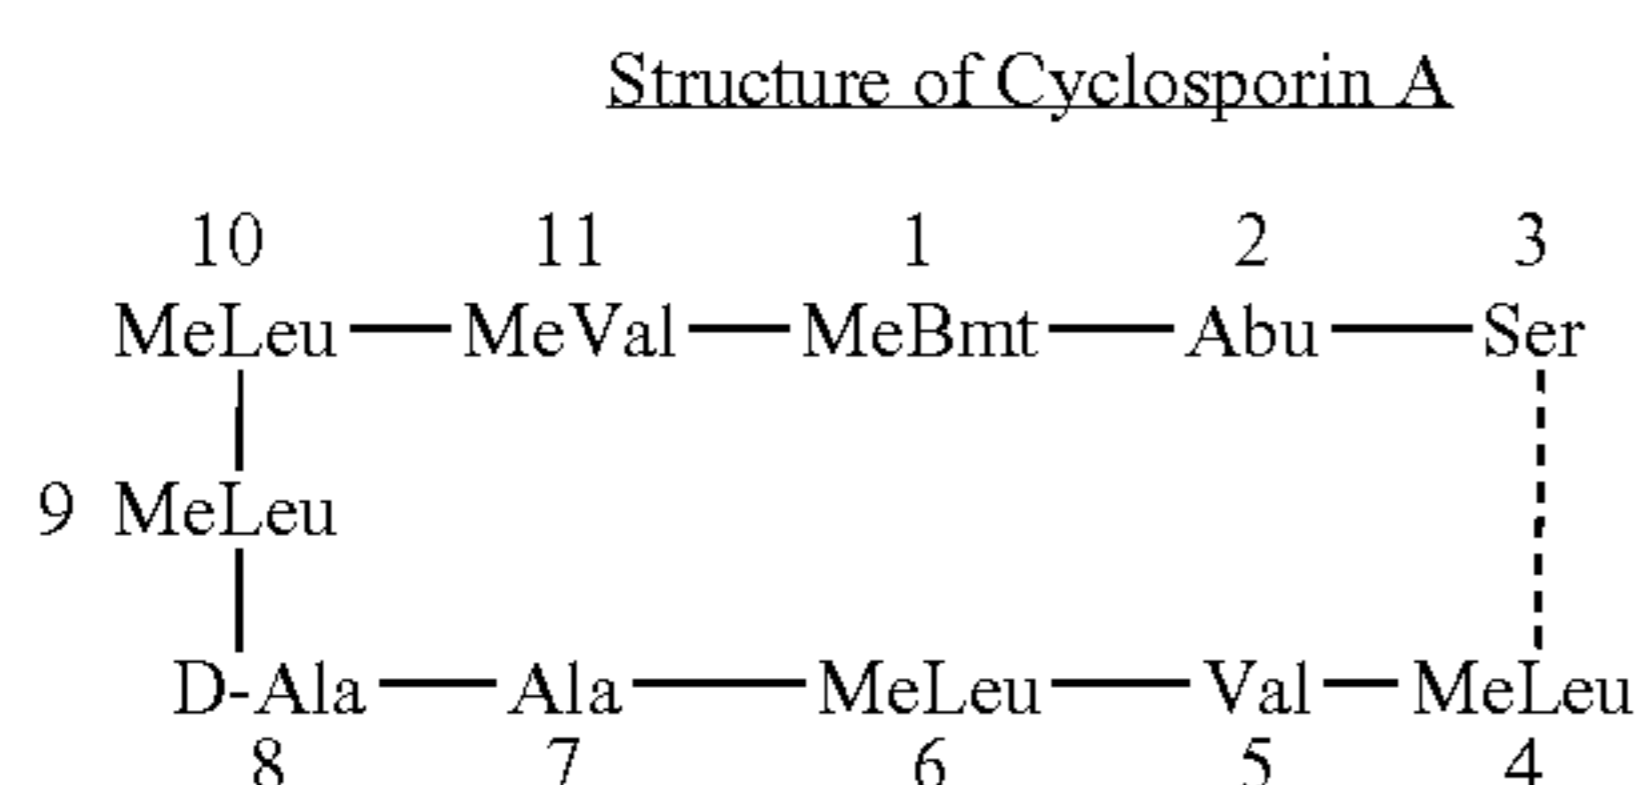 Structure of Cyclosporin A
10 11 1 2 3
MeLeu MeVal MeBmt Abu Ser
9 MeLeu
D-Ala Ala MeLeu Val MeLeu
8 7 6 5 4